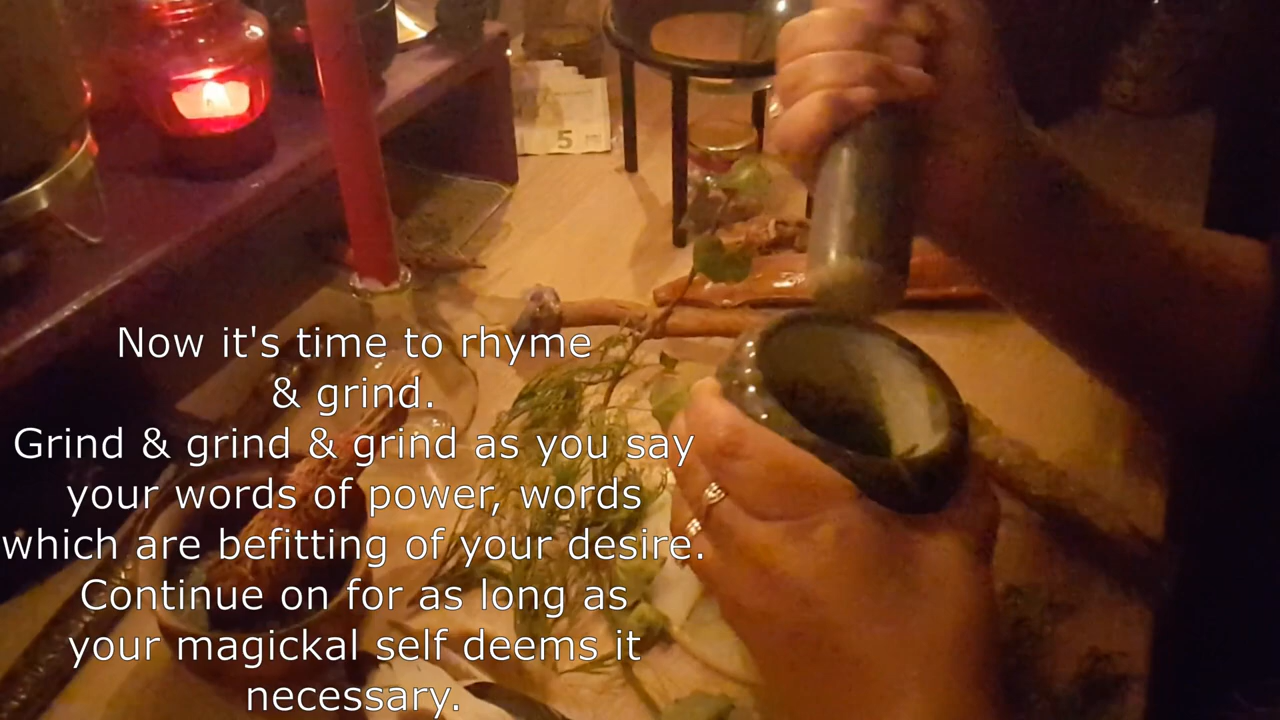 5
Now it's time to rhyme
& grind.
Grind & grind & grind as you say
your words of power, words
which are befitting of your desire.
Continue on for as long as
your magickal self deems it
necessary.